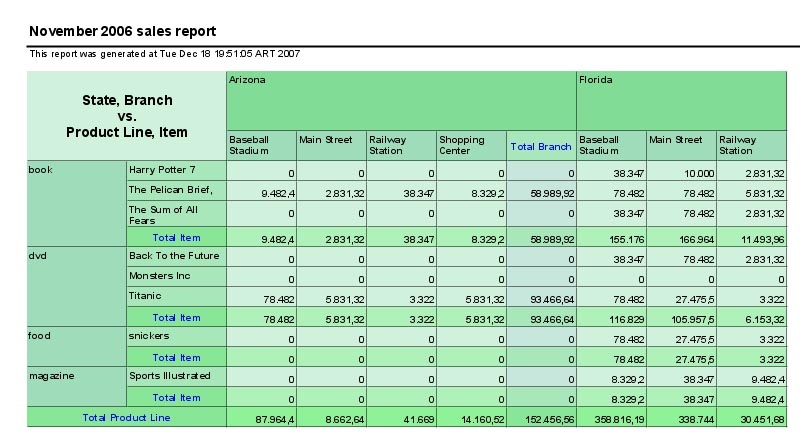 November 2006 sales report
This report was generated at Tue Dec 18 19:51:05 ART 2007
State, Branch
vs.
Product Line, Item
Arizona Florida
Baseball Stadium Main Street Railway Station Shopping Center Total Branch Baseball Stadium Main Street Railway Station
book Harry Potter 7 0 0 0 0 0 38.347 10.000 2.831,32
The Pelican Brief, 9.482,4 2.831,32 38.347 8.329,2 58.989,92 78.482 78.482 5.831,32
The Sum of All Fears 0 0 0 0 0 38.347 78.482 2.831,32
Total Item 9.482,4 2.831,32 38.347 8.329,2 58.989,92 155.176 166.964 11.493,96
dvd Back To the Future 0 0 0 0 0 38.347 78.482 2.831,32
Monsters Inc 0 0 0 0 0 0 0 0
Titanic 78.482 5.831,32 3.322 5.831,32 93.466,64 78.482 27.475,5 3.322
Total Item 78.482 5.831,32 3.322 5.831,32 93.466,64 116.829 105.957,5 6.153,32
food snickers 0 0 0 0 0 78.482 27.475,5 3.322
Total Item 0 0 0 0 0 78.482 27.475,5 3.322
magazine Sports Illustrated 0 0 0 0 0 8.329,2 38.347 9.482,4
Total Item 0 0 0 0 0 8.329,2 38.347 9.482,4
Total Product Line 87.964,4 8.662,64 41.669 14.160,52 152.456,56 358.816,19 338.744 30.451,68